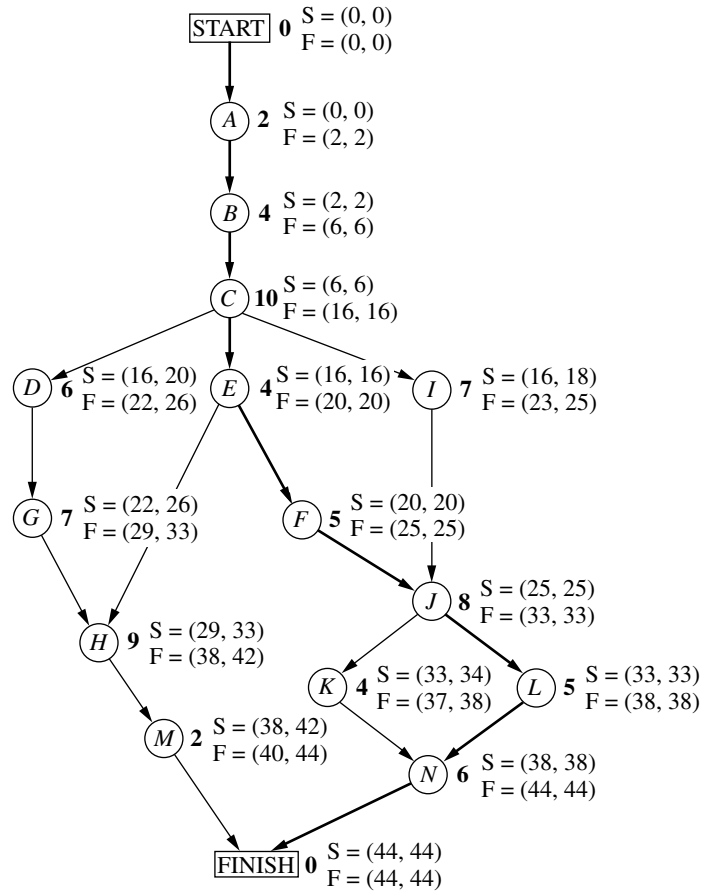 START 0 S = (0, 0)
F = (0, 0)
A 2 S = (0, 0)
F = (2, 2)
B 4 S = (2, 2)
F = (6, 6)
C 10 S = (6, 6)
F = (16, 16)
D 6 S = (16, 20)
F = (22, 26)
E 4 S = (16, 16)
F = (20, 20)
I 7 S = (16, 18)
F = (23, 25)
G 7 S = (22, 26)
F = (29, 33)
F 5 S = (20, 20)
F = (25, 25)
J 8 S = (25, 25)
F = (33, 33)
H 9 S = (29, 33)
F = (38, 42)
K 4 S = (33, 34)
F = (37, 38)
L 5 S = (33, 33)
F = (38, 38)
M 2 S = (38, 42)
F = (40, 44)
N 6 S = (38, 38)
F = (44, 44)
FINISH 0 S = (44, 44)
F = (44, 44)